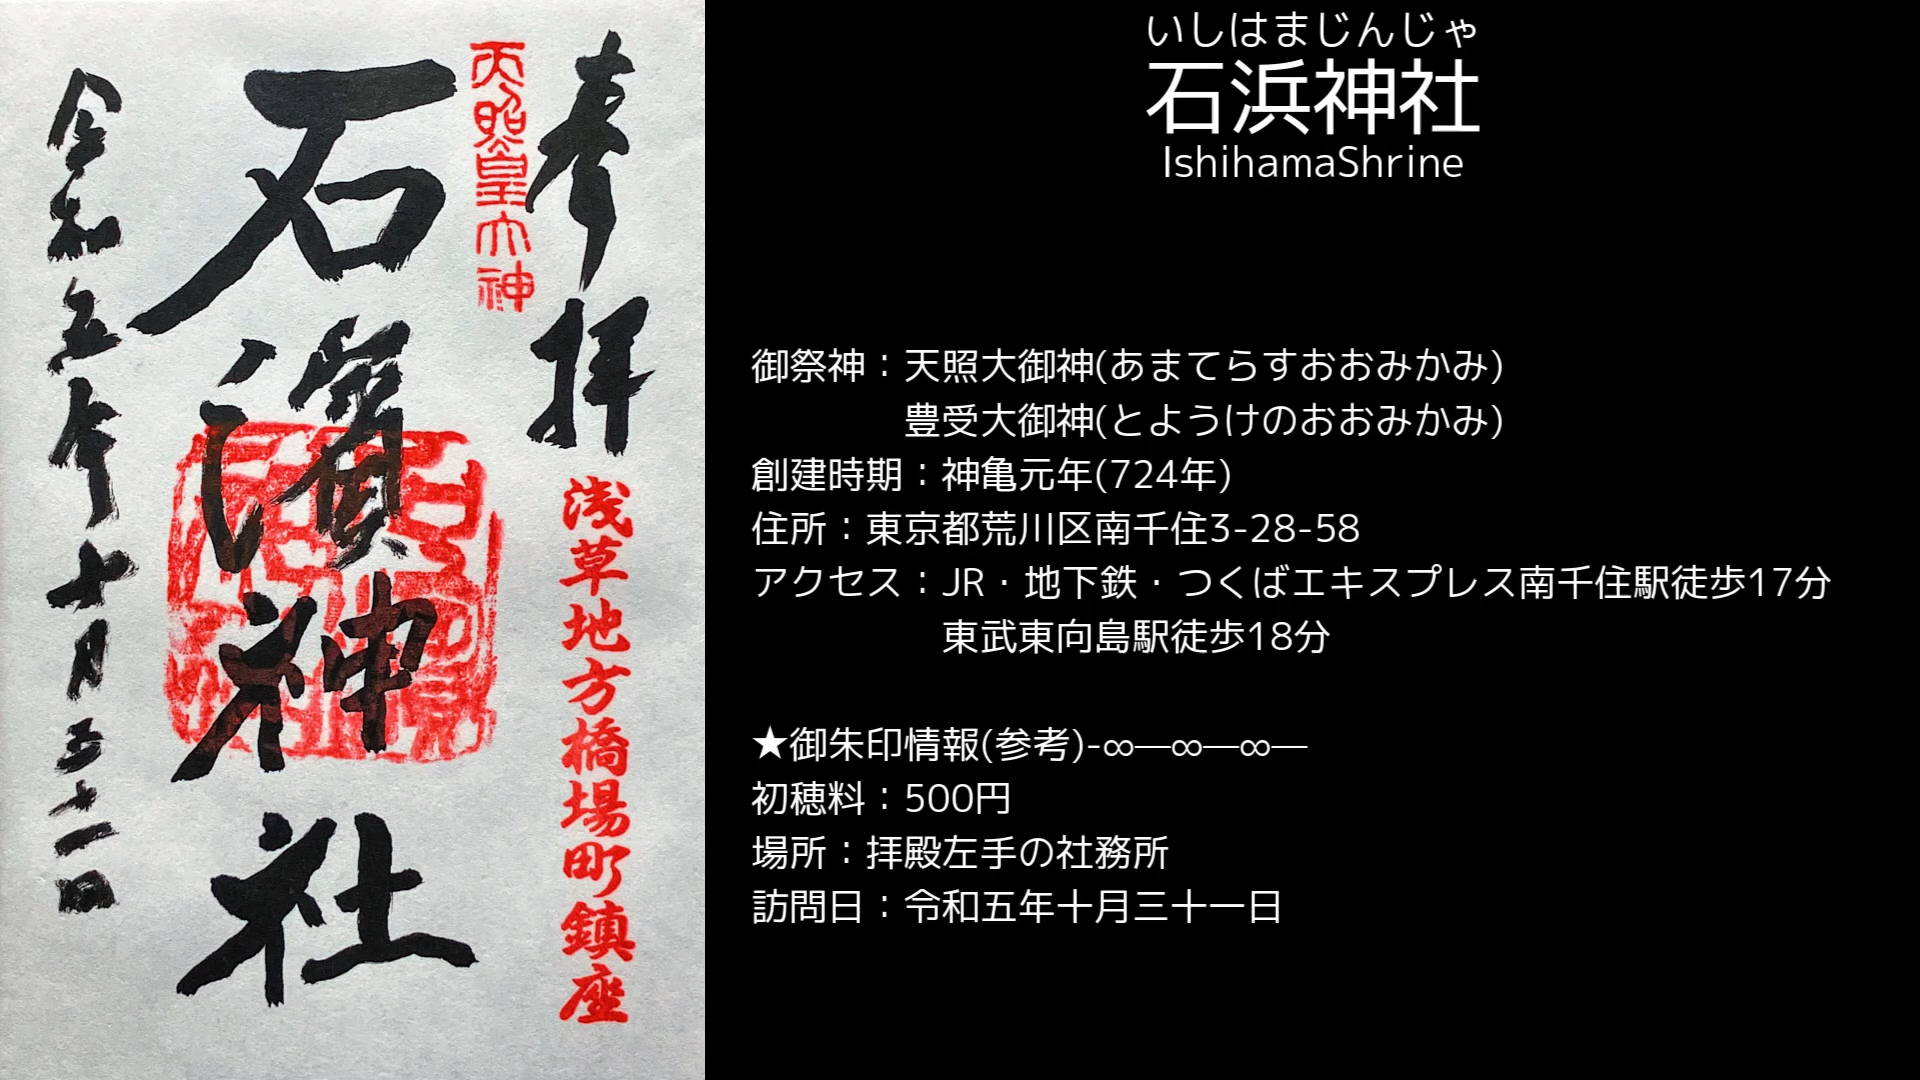 奉拝
天照皇大神
浅草地方橋場町鎮座
石濱神社
令和五年十月三十一日
いしはまじんじゃ
石浜神社
IshihamaShrine
御祭神：天照大御神(あまてらすおおみかみ)
豊受大御神(とようけのおおみかみ)
創建時期：神亀元年(724年)
住所：東京都荒川区南千住3-28-58
アクセス：JR・地下鉄・つくばエキスプレス南千住駅徒歩17分
東武東向島駅徒歩18分
★御朱印情報(参考)-∞—∞—∞—
初穂料：500円
場所：拝殿左手の社務所
訪問日：令和五年十月三十一日